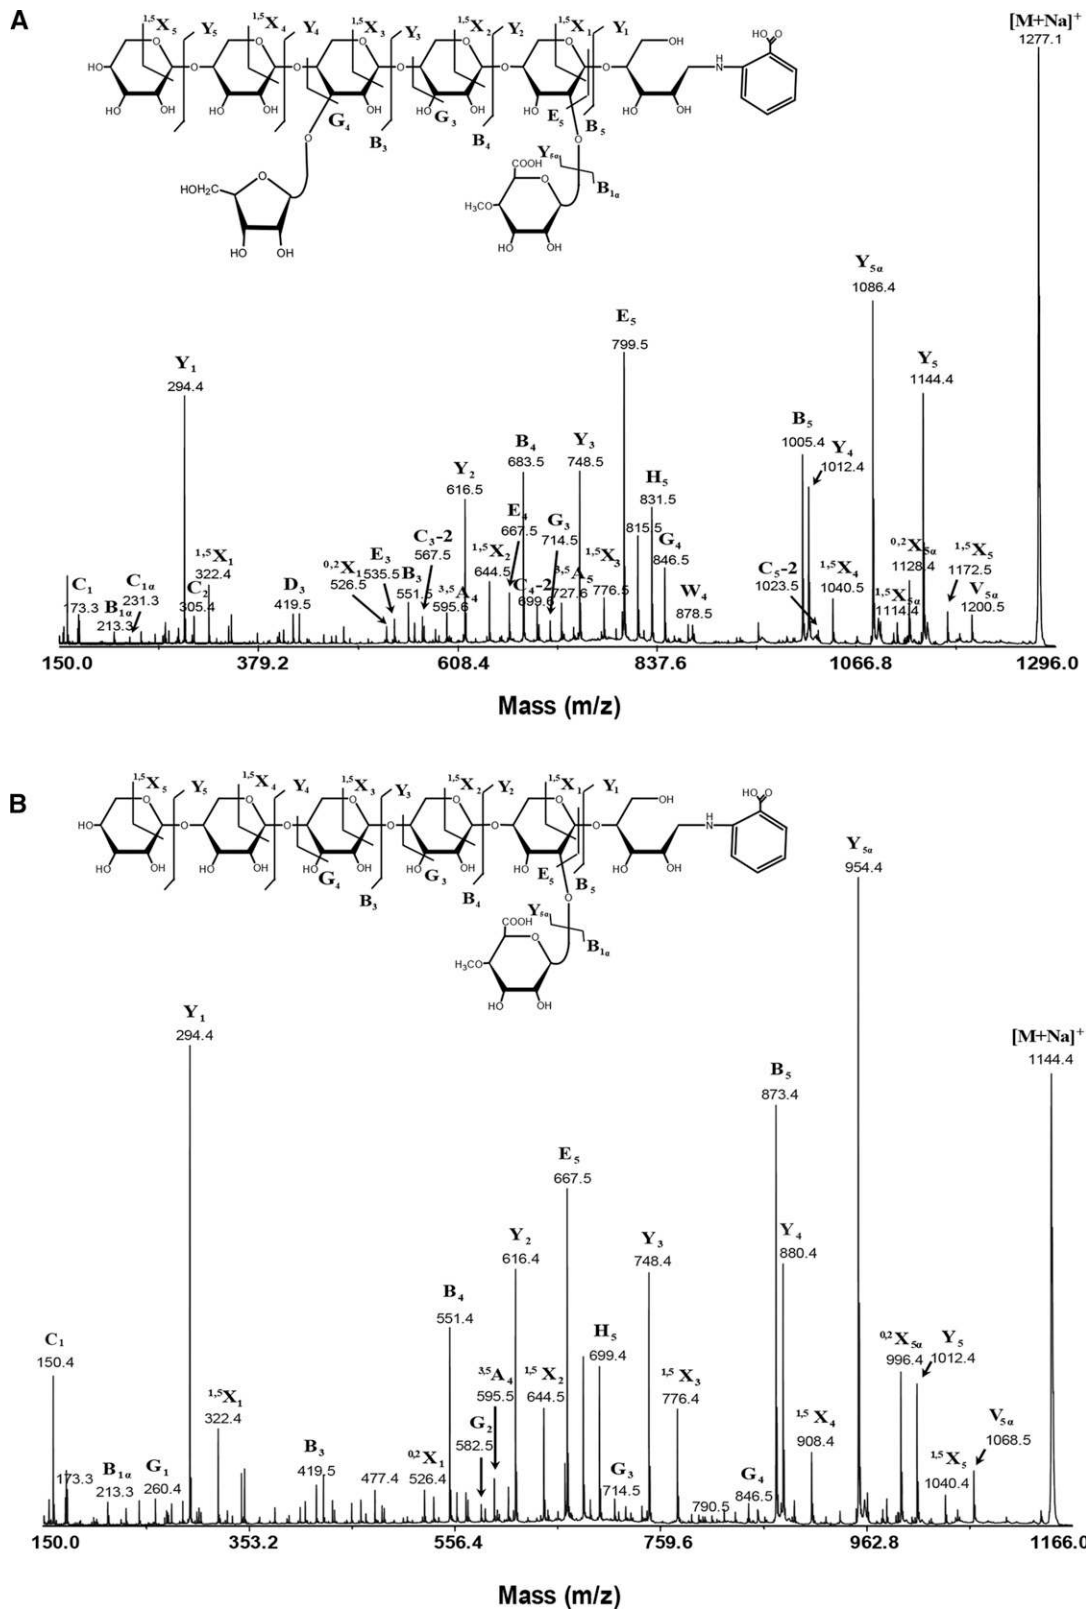 A
[M+Na]+
1277.1
1,5X5 Y5 1,5X4 Y4 1,5X3 Y3 1,5X2 Y2 1,5X1 Y1
O O O O O OH HO O
HO O O O O O N H
HO OH O OH HO OH HO OH HO O HO OH
G4 B3 G3 B4 E5 B5
O O
HOH2C O COOH Y5α B1α
H3CO O
HO OH HO OH
Y5α
1086.4
E5
799.5
Y1
294.4
Y5
1144.4
B5
1005.4
Y4
1012.4
B4
683.5
Y3
748.5
Y2
616.5
E4
667.5
H5
831.5
G3
714.5
815.5
C3-2
567.5
1,5X2
644.5
1,5X3
776.5
G4
846.5
0,2X5α
1128.4
1,5X5
1172.5
1,5X1
322.4
0,2X1
526.5
E3
535.5
B3
551.5
3,5A4
595.6
C4-2
699.6
3,5A5
727.6
C5-2
1023.5
1,5X4
1040.5
C1
173.3
B1α
213.3
C1α
231.3
C2
305.4
D3
419.5
W4
878.5
1,5X5α
1114.4
V5α
1200.5
150.0 379.2 608.4 837.6 1066.8 1296.0
Mass (m/z)
B
1,5X5 Y5 1,5X4 Y4 1,5X3 Y3 1,5X2 Y2 1,5X1 Y1
O O O O O OH HO O
HO O O O O O N H
HO OH HO OH HO OH HO OH HO O HO OH
G4 B3 G3 B4 E5 B5
COOH Y5α B1α
H3CO O
HO OH
Y5α
954.4
Y1
294.4
[M+Na]+
1144.4
B5
873.4
E5
667.5
Y2
616.4
Y3
748.4
Y4
880.4
B4
551.4
H5
699.4
C1
150.4
0,2X5α
996.4
Y5
1012.4
1,5X1
322.4
3,5A4
595.5
1,5X2
644.5
1,5X3
776.4
1,5X4
908.4
V5α
1068.5
173.3
B1α
213.3
G1
260.4
B3
419.5
477.4
0,2X1
526.4
G2
582.5
G3
714.5
790.5
G4
846.5
1,5X5
1040.4
150.0 353.2 556.4 759.6 962.8 1166.0
Mass (m/z)